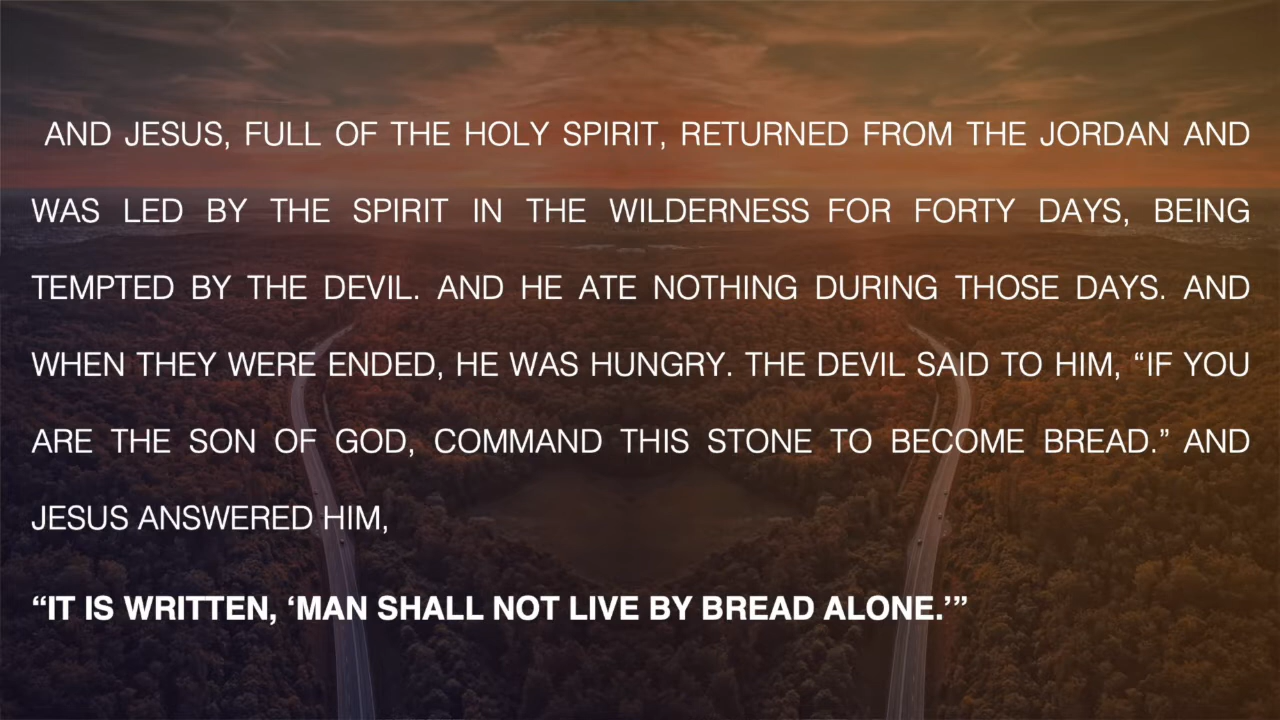 AND JESUS, FULL OF THE HOLY SPIRIT, RETURNED FROM THE JORDAN AND
WAS LED BY THE SPIRIT IN THE WILDERNESS FOR FORTY DAYS, BEING
TEMPTED BY THE DEVIL. AND HE ATE NOTHING DURING THOSE DAYS. AND
WHEN THEY WERE ENDED, HE WAS HUNGRY. THE DEVIL SAID TO HIM, “IF YOU
ARE THE SON OF GOD, COMMAND THIS STONE TO BECOME BREAD.” AND
JESUS ANSWERED HIM,
“IT IS WRITTEN, ‘MAN SHALL NOT LIVE BY BREAD ALONE.’”